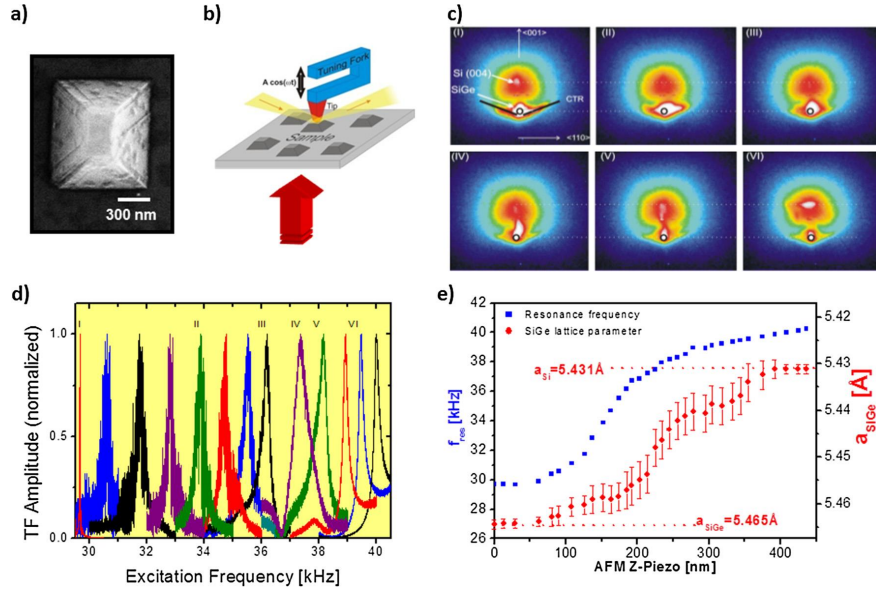 a)
300 nm
b)
Tuning Fork
A cos(ωt)
Tip
Sample
c)
(I)
<001>
Si (004)
SiGe
CTR
<110>
(II)
(III)
(IV)
(V)
(VI)
d)
TF Amplitude (normalized)
1.0
0.5
0.0
I
II
III
IV
V
VI
30
32
34
36
38
40
Excitation Frequency [kHz]
e)
Resonance frequency
SiGe lattice parameter
aSi=5.431Å
aSiGe=5.465Å
fres [kHz]
42
40
38
36
34
32
30
28
26
0
100
200
300
400
AFM Z-Piezo [nm]
5.42
5.43
5.44
5.45
5.46
aSIGe [Å]